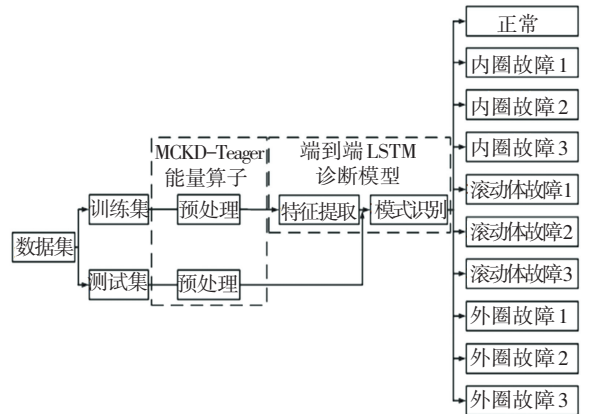 正常
内圈故障1
内圈故障2
内圈故障3
滚动体故障1
滚动体故障2
滚动体故障3
外圈故障1
外圈故障2
外圈故障3
MCKD-Teager
能量算子
端到端LSTM
诊断模型
训练集
预处理
特征提取
模式识别
数据集
测试集
预处理